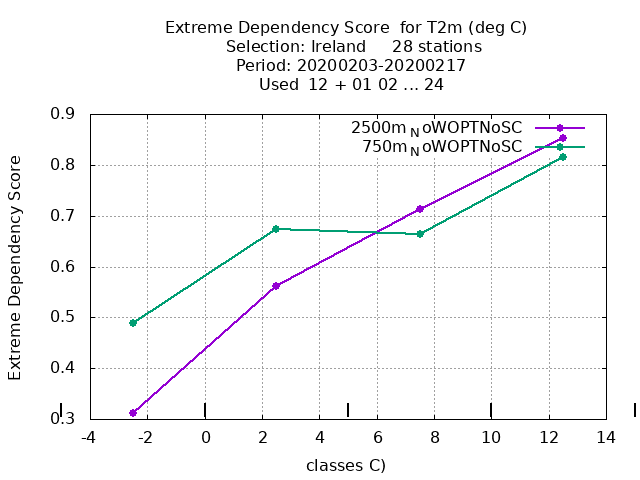 Extreme Dependency Score for T2m (deg C)
Selection: Ireland 28 stations
Period: 20200203-20200217
Used 12 + 01 02 ... 24
2500m_NoWOPTNoSC
750m_NoWOPTNoSC
Extreme Dependency Score
0.9
0.8
0.7
0.6
0.5
0.4
0.3
-4 -2 0 2 4 6 8 10 12 14
classes C)